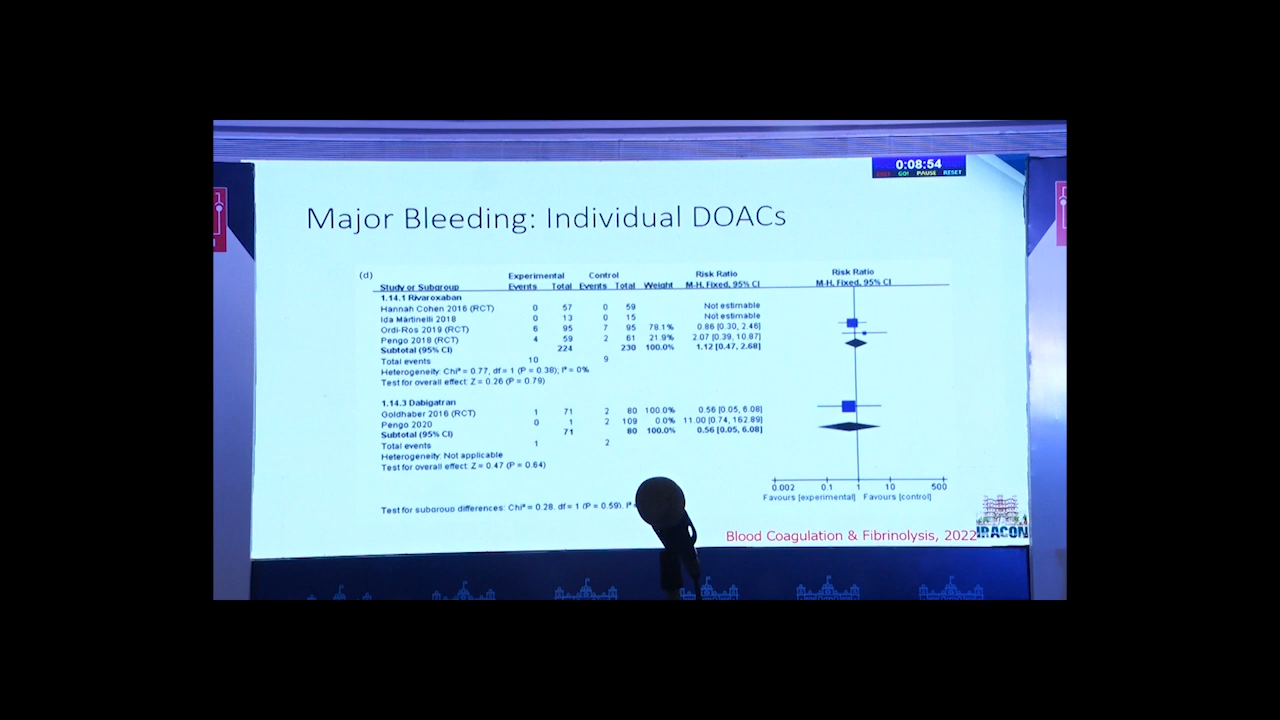 0:08:54
GO! PAUSE RESET
Major Bleeding: Individual DOACs
(d) Experimental Control Risk Ratio Risk Ratio
Study or Subgroup Events Total Events Total Weight M-H, Fixed, 95% CI M-H, Fixed, 95% CI
1.14.1 Rivaroxaban
Hannah Cohen 2016 (RCT) 0 57 0 59 Not estimable
Ida Martinelli 2018 0 13 0 15 Not estimable
Ordi-Ros 2019 (RCT) 6 95 7 95 78.1% 0.86 [0.30, 2.46]
Pengo 2018 (RCT) 4 59 2 61 21.9% 2.07 [0.39, 10.87]
Subtotal (95% CI) 224 230 100.0% 1.12 [0.47, 2.68]
Total events 10 9
Heterogeneity: Chi² = 0.77, df = 1 (P = 0.38); I² = 0%
Test for overall effect: Z = 0.26 (P = 0.79)
1.14.3 Dabigatran
Goldhaber 2016 (RCT) 1 71 2 80 100.0% 0.56 [0.05, 6.08]
Pengo 2020 0 1 2 109 0.0% 11.00 [0.74, 162.89]
Subtotal (95% CI) 71 80 100.0% 0.56 [0.05, 6.08]
Total events 1 2
Heterogeneity: Not applicable
Test for overall effect: Z = 0.47 (P = 0.64)
0.002 0.1 1 10 500
Favours [experimental] Favours [control]
Test for subgroup differences: Chi² = 0.28, df = 1 (P = 0.59), I²
Blood Coagulation & Fibrinolysis, 2022
IRACON